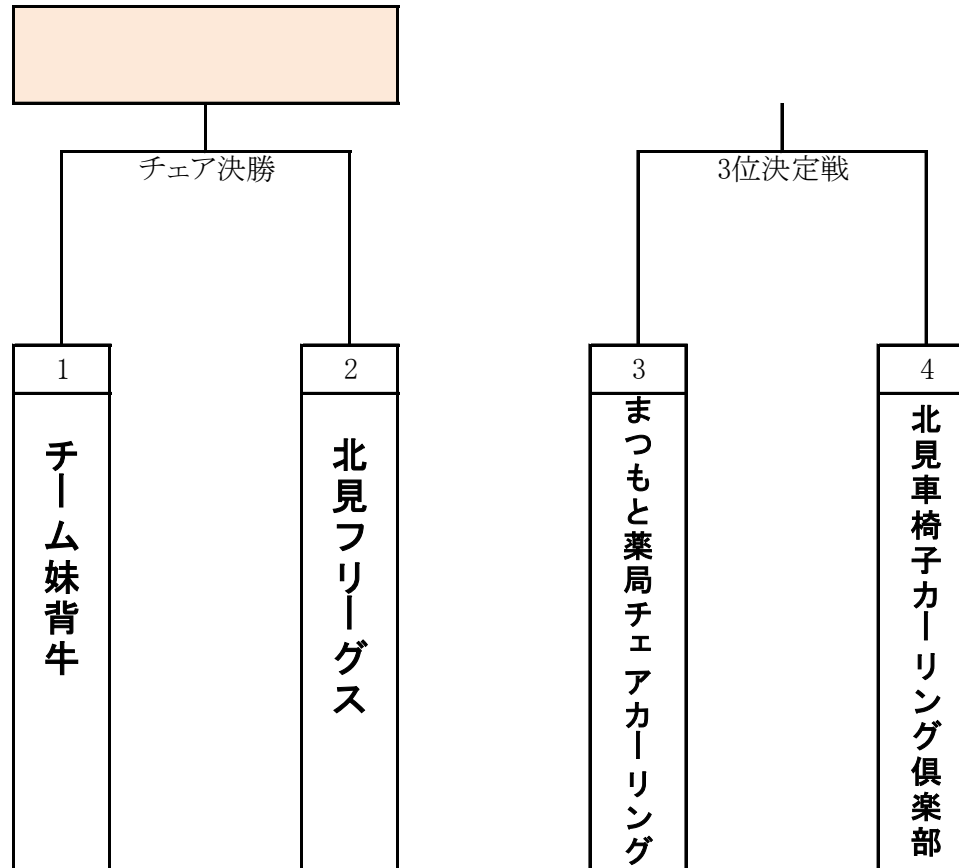 チェア決勝
3位決定戦
1
2
3
4
チーム妹背牛
北見フリーグス
まつもと薬局チェアカーリング
北見車椅子カーリング倶楽部